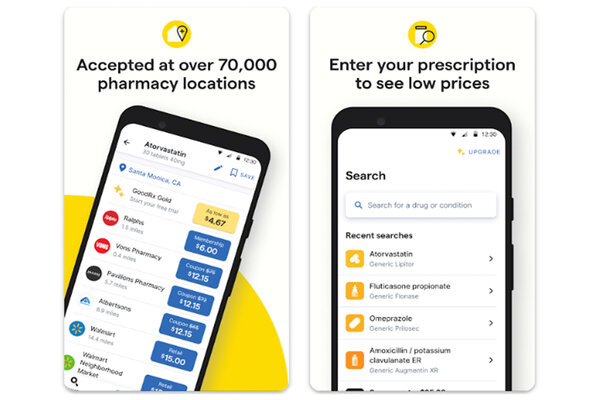 Accepted at over 70,000
pharmacy locations
12:30
Atorvastatin
30 tablets 40mg
SAVE
Santa Monica, CA
GoodRx Gold
Start your free trial
As low as
$4.67
Ralphs
1.5 miles
Membership
$6.00
Vons Pharmacy
0.4 miles
Coupon $75
$12.15
Pavilions Pharmacy
5.7 miles
Coupon $73
$12.15
Albertsons
8.9 miles
Coupon $65
$12.15
Walmart
14.4 miles
Retail
$15.00
Walmart
Neighborhood
Market
Retail
Enter your prescription
to see low prices
12:30
UPGRADE
Search
Search for a drug or condition
Recent searches
Atorvastatin
Generic Lipitor
Fluticasone propionate
Generic Flonase
Omeprazole
Generic Prilosec
Amoxicillin / potassium
clavulanate ER
Generic Augmentin XR